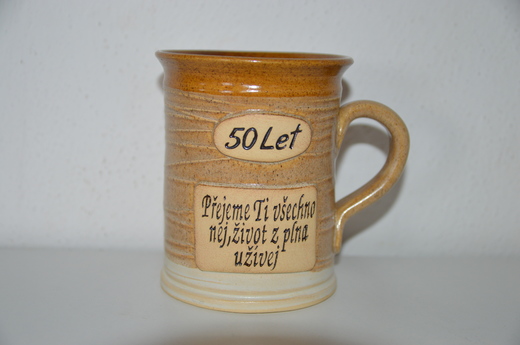 50 Let
Přejeme Ti všechno
nej,život z plna
užívej